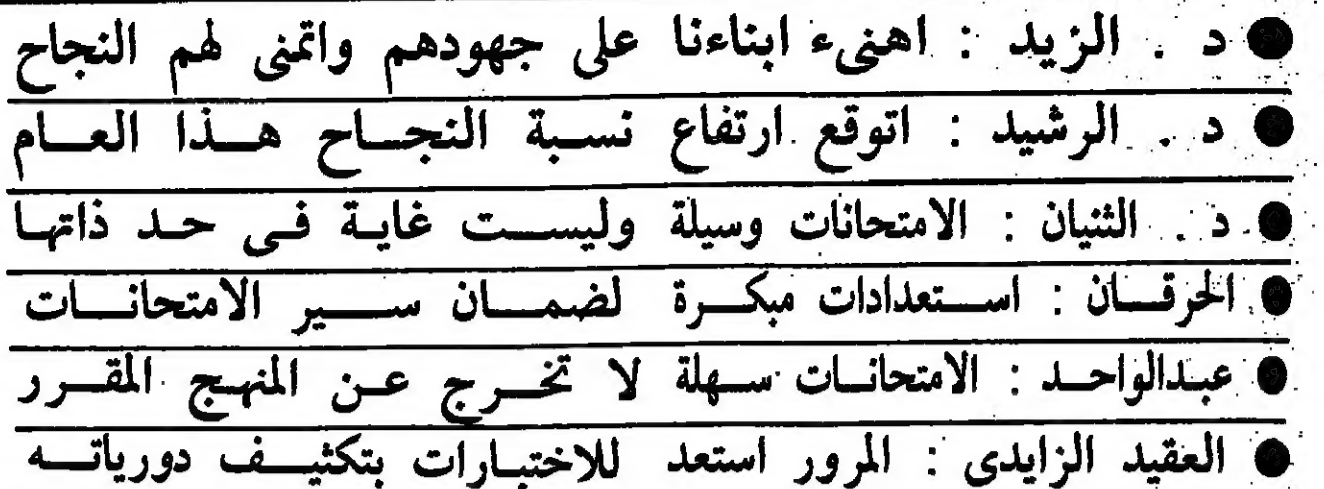 ● د . الزيد : اهنىء ابناءنا على جهودهم واتمنى لهم النجاح
● د . الرشيد : اتوقع ارتفاع نسبة النجاح هذا العام
● د . الثنيان : الامتحانات وسيلة وليست غاية فى حد ذاتها
● الحرقان : استعدادات مبكرة لضمان سير الامتحانات
● عبدالواحد : الامتحانات سهلة لا تخرج عن المنهج المقرر
● العقيد الزايدى : المرور استعد للاختبارات بتكثيف دورياته